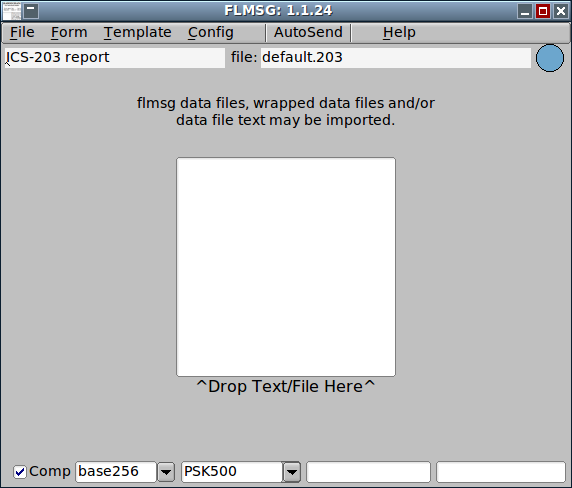 FLMSG: 1.1.24
File Form Template Config AutoSend Help
ICS-203 report file: default.203
flmsg data files, wrapped data files and/or
data file text may be imported.
^Drop Text/File Here^
Comp base256 PSK500